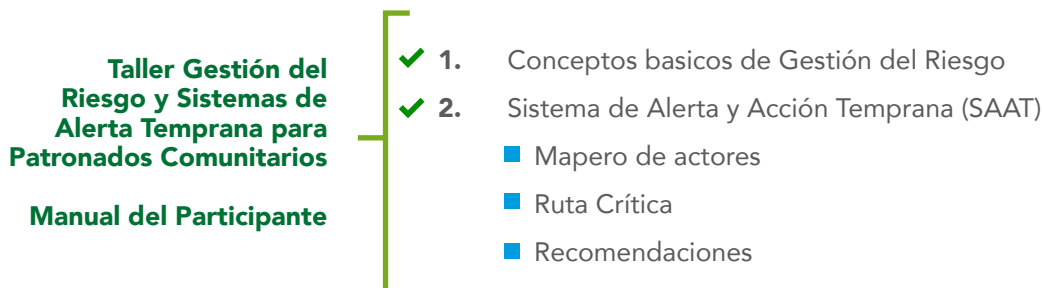 Taller Gestión del
Riesgo y Sistemas de
Alerta Temprana para
Patronados Comunitarios
Manual del Participante
1. Conceptos basicos de Gestión del Riesgo
2. Sistema de Alerta y Acción Temprana (SAAT)
Mapero de actores
Ruta Crítica
Recomendaciones